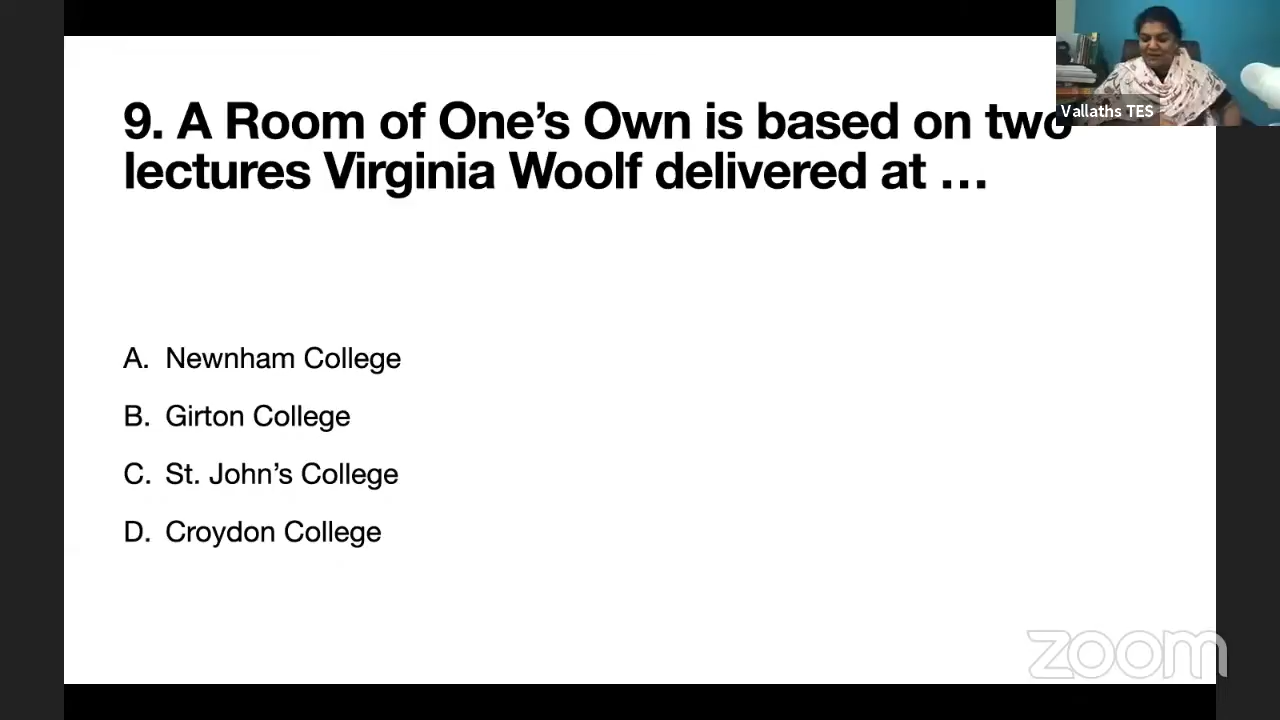 9. A Room of One’s Own is based on two
lectures Virginia Woolf delivered at …
A. Newnham College
B. Girton College
C. St. John’s College
D. Croydon College
Vallaths TES
zoom